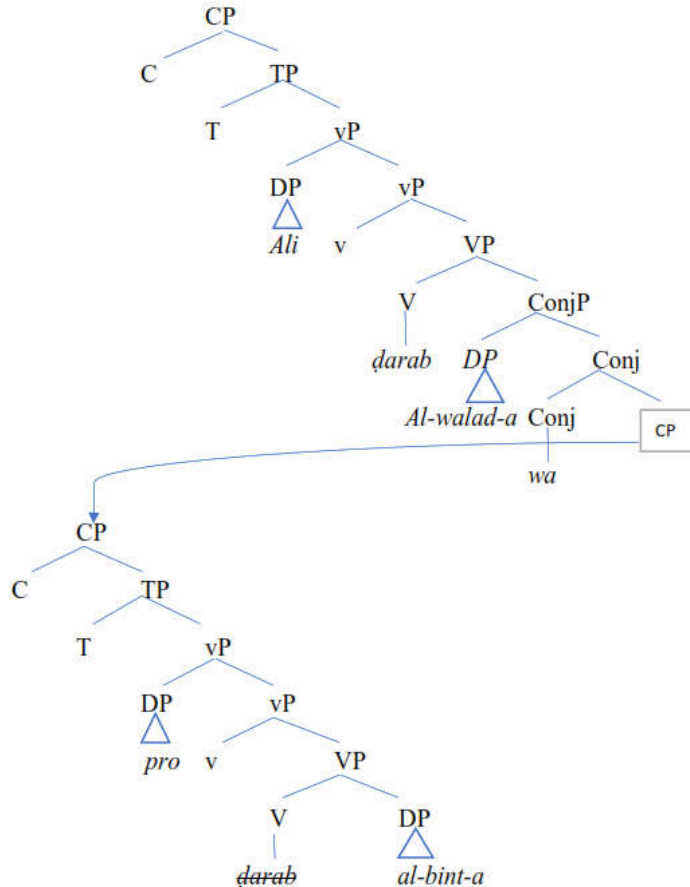 CP
C TP
T vP
DP vP
Ali v VP
V ConjP
ḍarab DP Conj
Al-walad-a Conj CP
wa
CP
C TP
T vP
DP vP
pro v VP
V DP
ḍarab al-bint-a